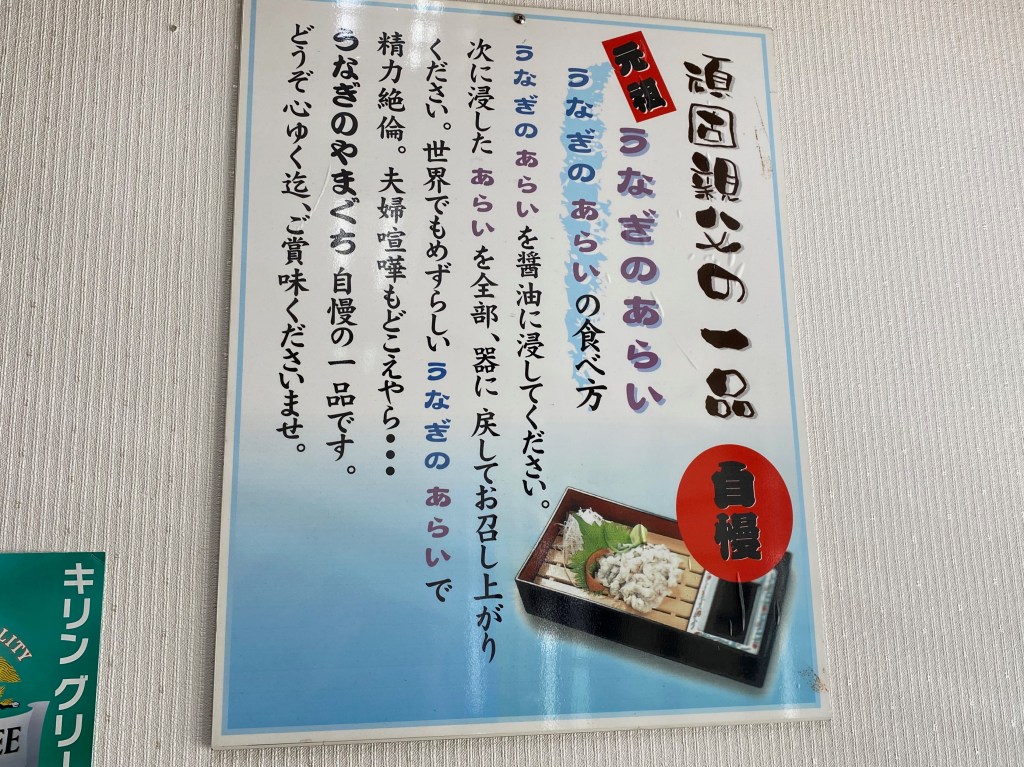 頑固親父の一品
自慢
元祖
うなぎのあらい
うなぎのあらいの食べ方
うなぎのあらいを醤油に浸してください。
次に浸したあらいを全部、器に戻してお召し上がり
ください。世界でもめずらしいうなぎのあらいで
精力絶倫。夫婦喧嘩もどこえやら・・・
うなぎのやまぐち自慢の一品です。
どうぞ心ゆく迄、ご賞味くださいませ。
キリングリー
LITY
EE